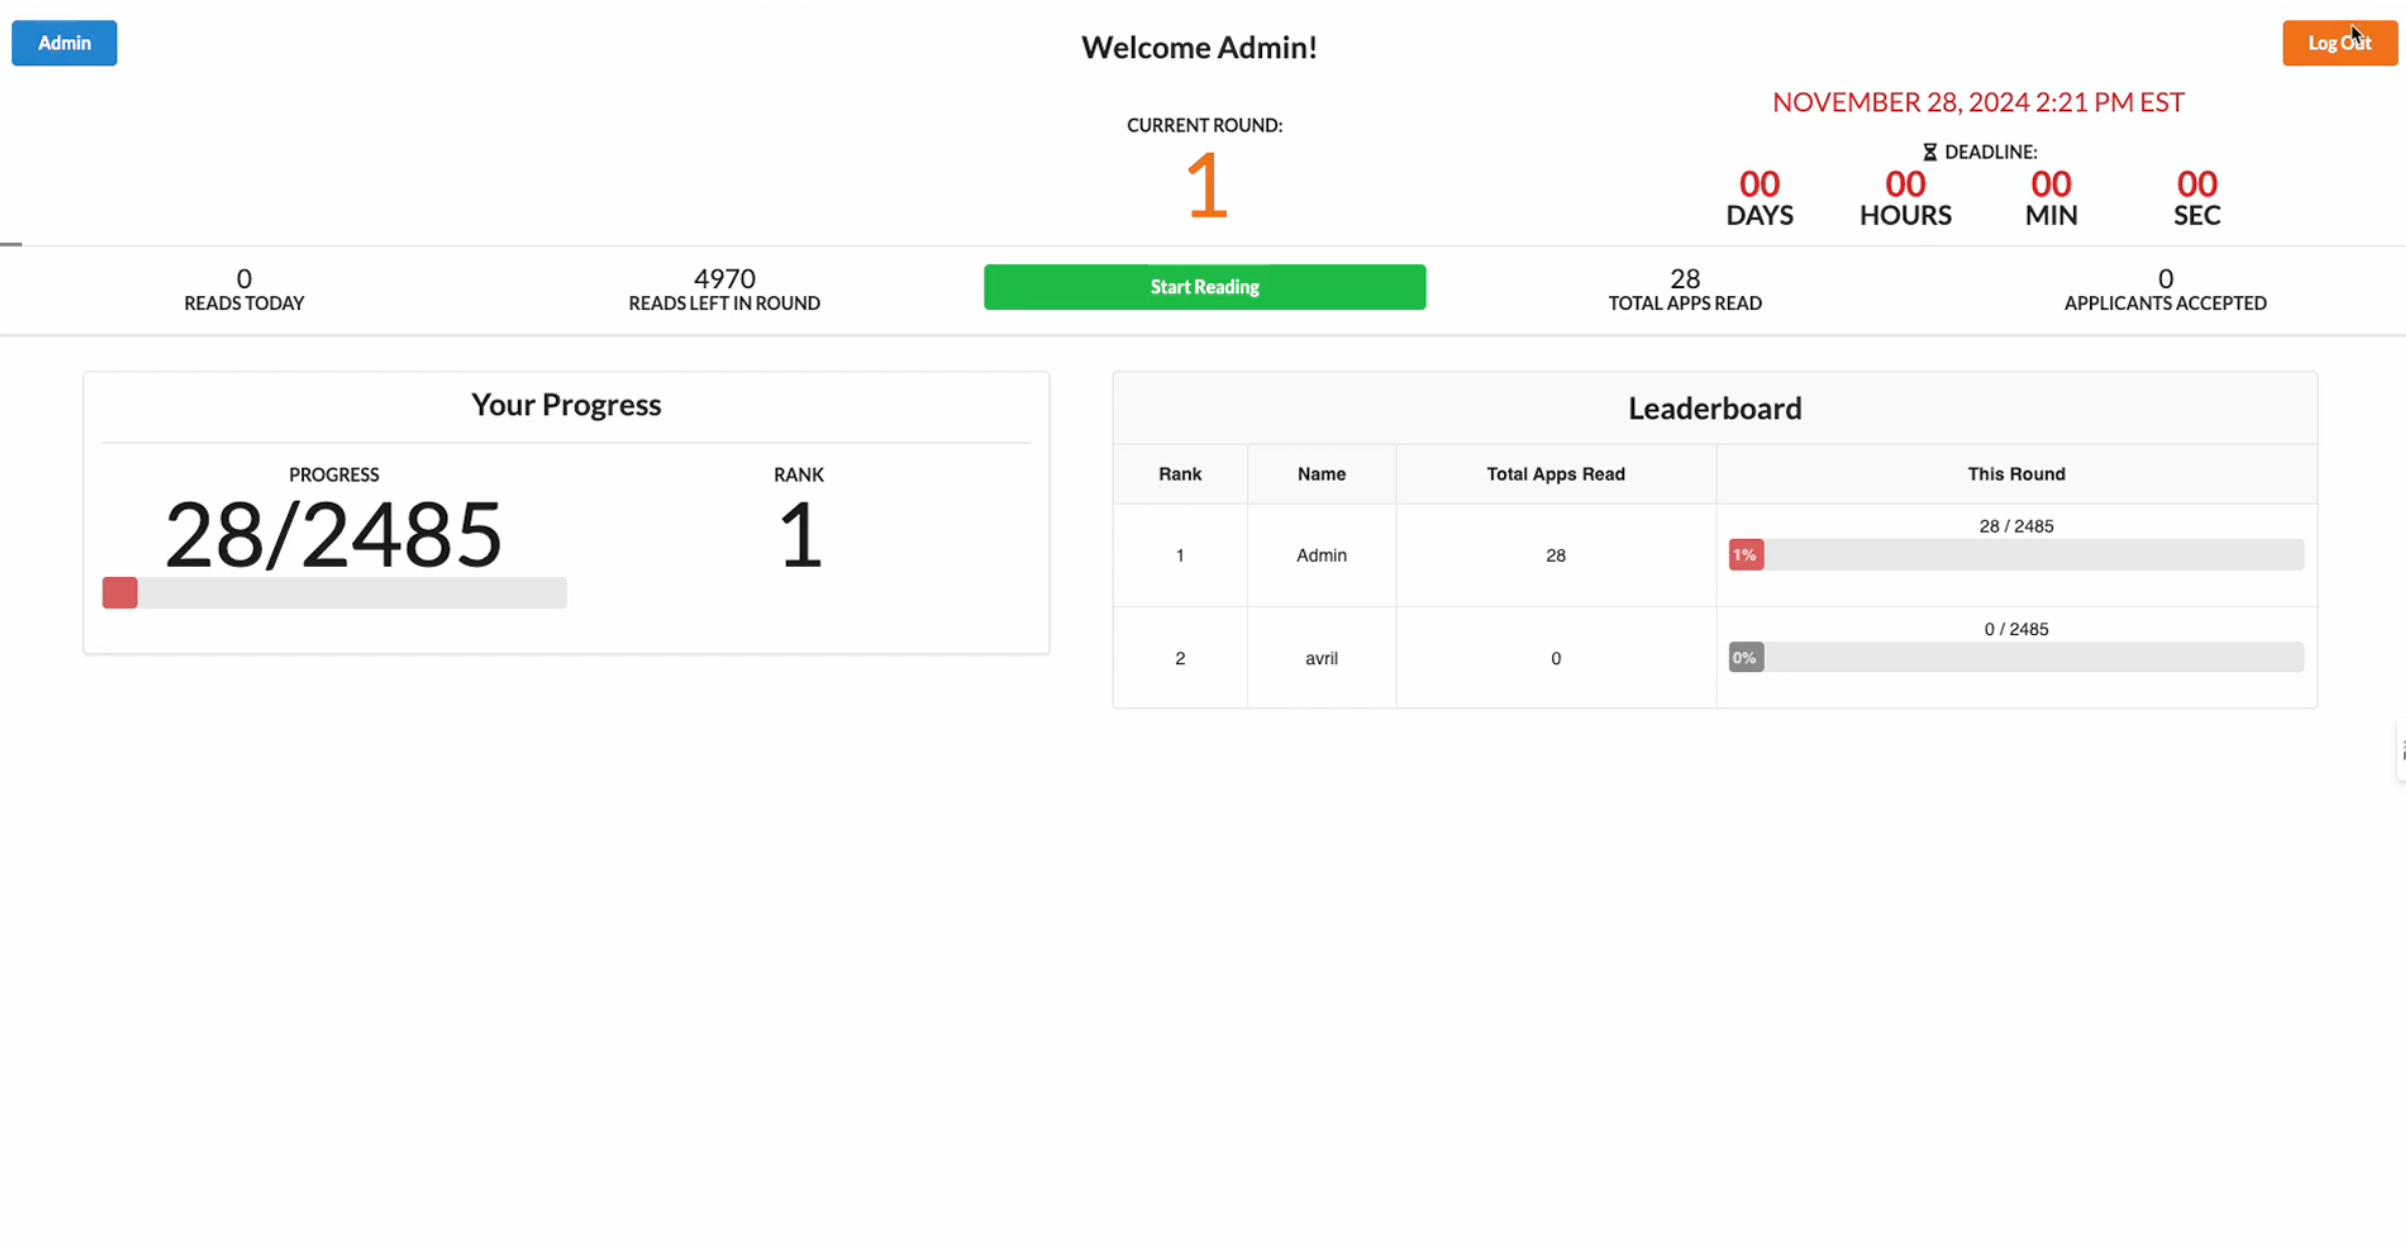 Admin
Welcome Admin!
Log Out
NOVEMBER 28, 2024 2:21 PM EST
CURRENT ROUND:
1
DEADLINE:
00 00 00 00
DAYS HOURS MIN SEC
0
READS TODAY
4970
READS LEFT IN ROUND
Start Reading
28
TOTAL APPS READ
0
APPLICANTS ACCEPTED
Your Progress
PROGRESS
28/2485
RANK
1
Leaderboard
Rank Name Total Apps Read This Round
28 / 2485
1 Admin 28 1%
0 / 2485
2 avril 0 0%